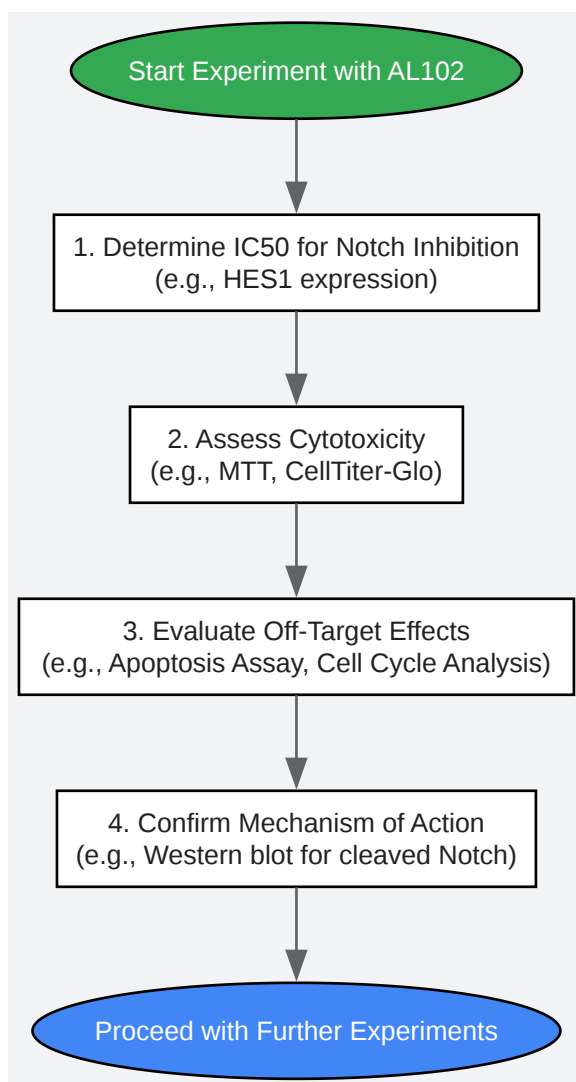 Start Experiment with AL102
1. Determine IC50 for Notch Inhibition
(e.g., HES1 expression)
2. Assess Cytotoxicity
(e.g., MTT, CellTiter-Glo)
3. Evaluate Off-Target Effects
(e.g., Apoptosis Assay, Cell Cycle Analysis)
4. Confirm Mechanism of Action
(e.g., Western blot for cleaved Notch)
Proceed with Further Experiments